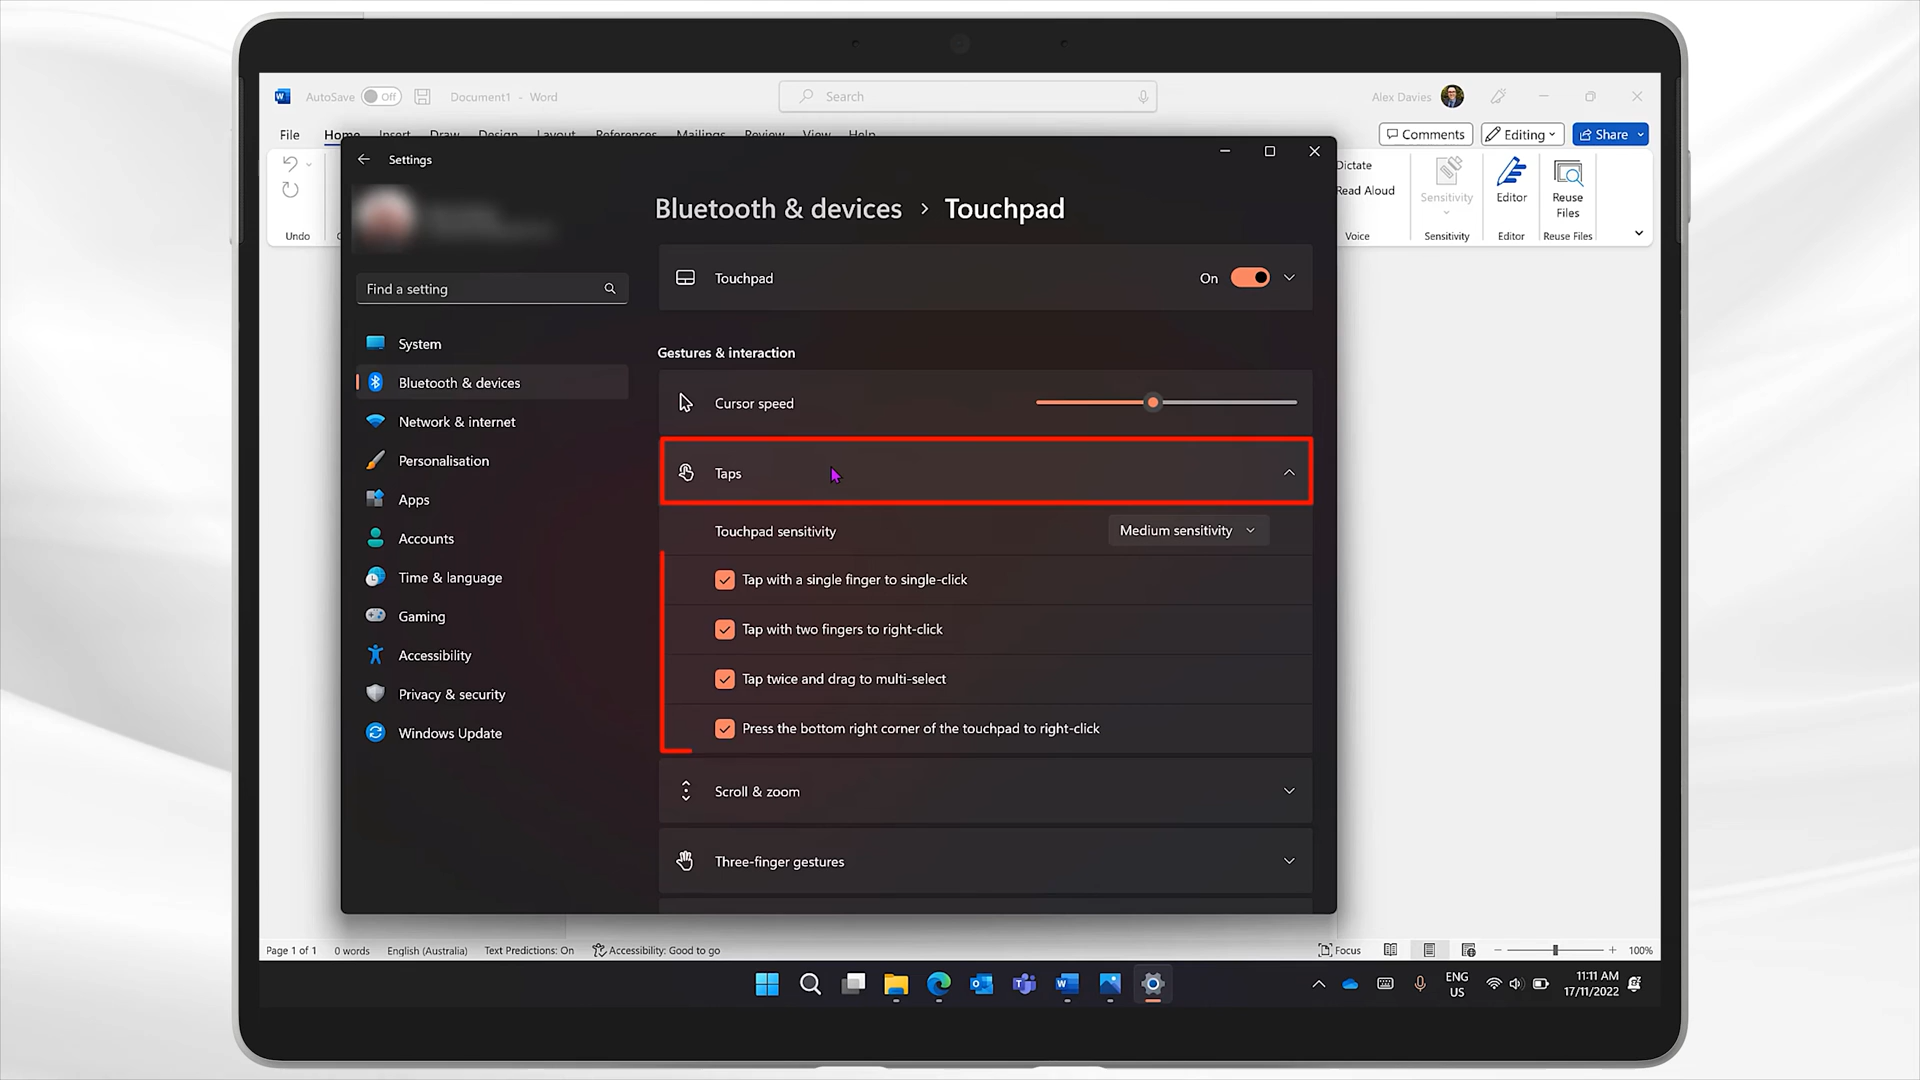 AutoSave Off Document1 - Word
Search
Alex Davies
File Home Insert Draw Design Layout References Mailings Review View Help
Comments Editing Share
Undo
Dictate
Read Aloud
Voice
Sensitivity
Sensitivity
Editor
Editor
Reuse
Files
Reuse Files
Settings
Find a setting
System
Bluetooth & devices
Network & internet
Personalisation
Apps
Accounts
Time & language
Gaming
Accessibility
Privacy & security
Windows Update
Bluetooth & devices > Touchpad
Touchpad On
Gestures & interaction
Cursor speed
Taps
Touchpad sensitivity Medium sensitivity
Tap with a single finger to single-click
Tap with two fingers to right-click
Tap twice and drag to multi-select
Press the bottom right corner of the touchpad to right-click
Scroll & zoom
Three-finger gestures
Page 1 of 1 0 words English (Australia) Text Predictions: On Accessibility: Good to go
Focus 100%
ENG
US
11:11 AM
17/11/2022